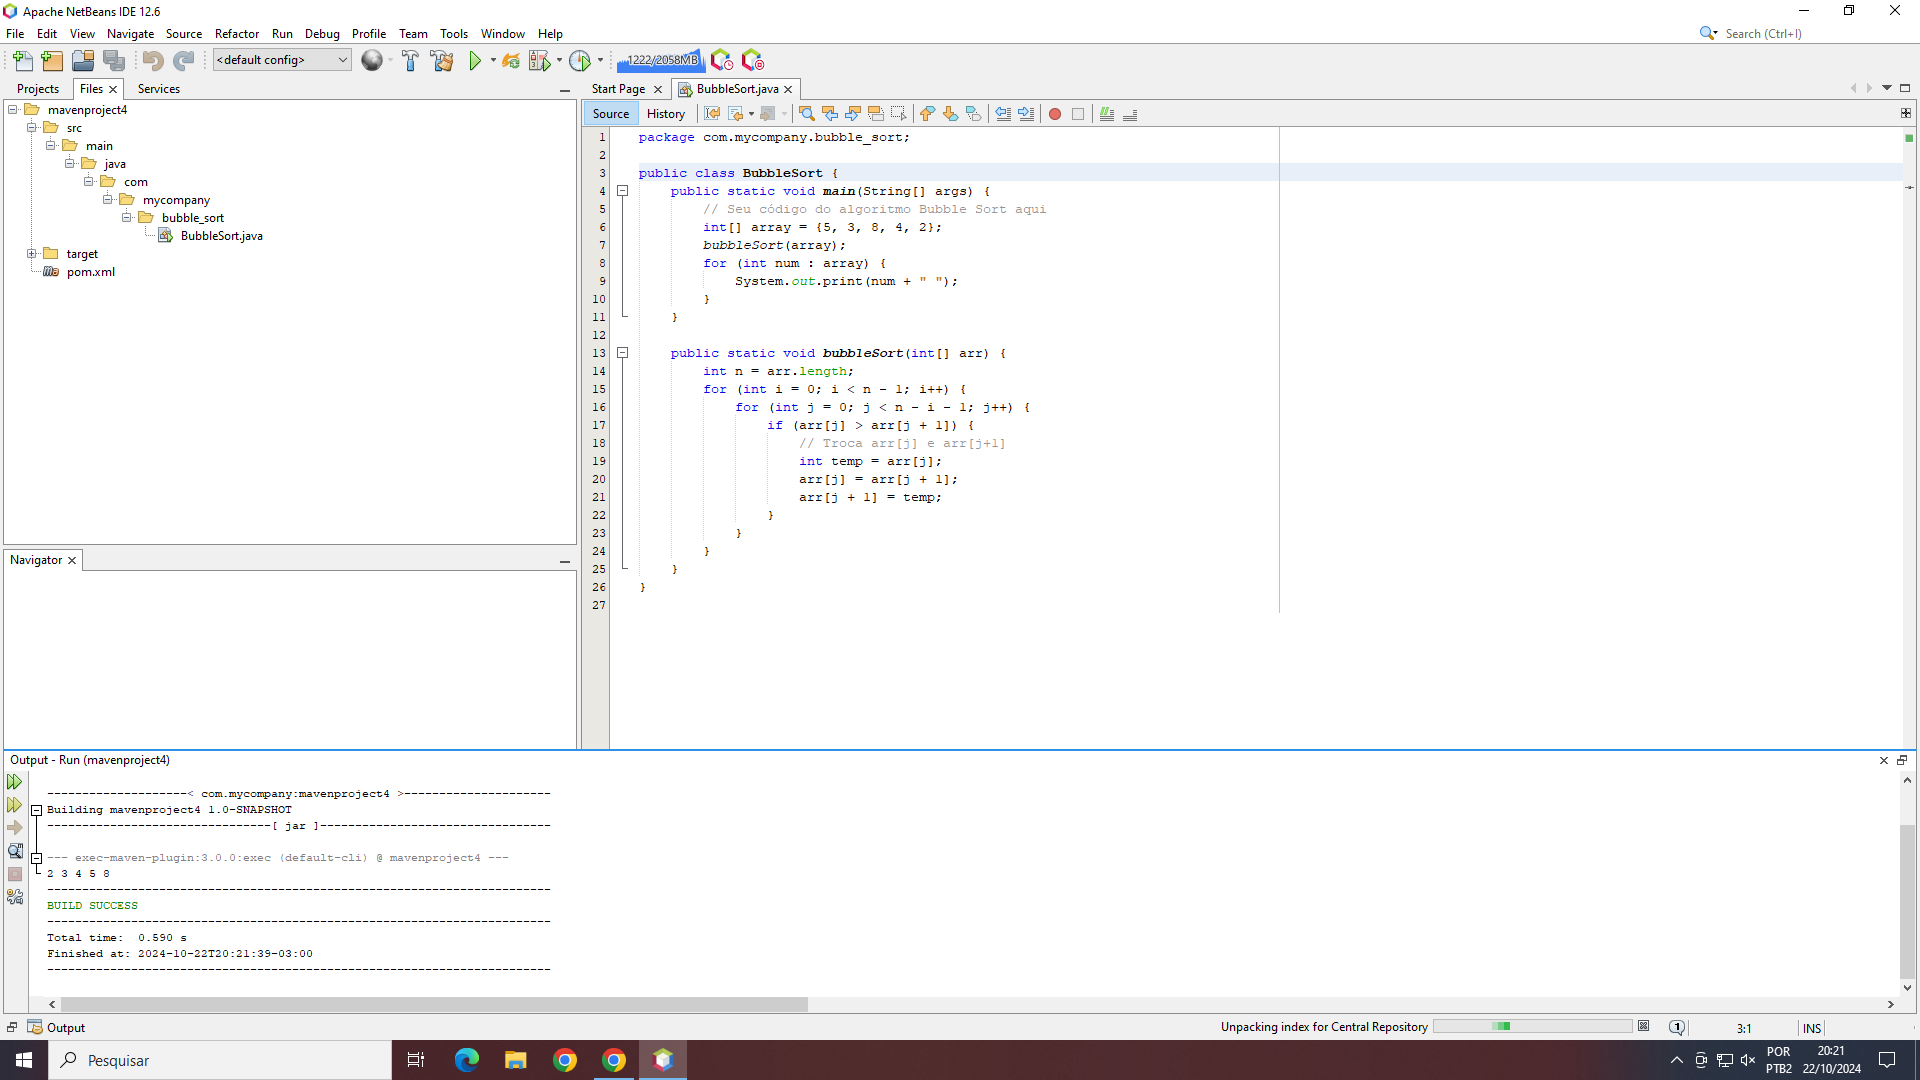 Apache NetBeans IDE 12.6
File Edit View Navigate Source Refactor Run Debug Profile Team Tools Window Help
Search (Ctrl+I)
<default config>
1222/2058MB
Projects Files Services
mavenproject4
src
main
java
com
mycompany
bubble_sort
BubbleSort.java
target
pom.xml
Navigator
Start Page BubbleSort.java
Source History
1 package com.mycompany.bubble_sort;
2
3 public class BubbleSort {
4 public static void main(String[] args) {
5 // Seu código do algoritmo Bubble Sort aqui
6 int[] array = {5, 3, 8, 4, 2};
7 bubbleSort(array);
8 for (int num : array) {
9 System.out.print(num + " ");
10 }
11 }
12
13 public static void bubbleSort(int[] arr) {
14 int n = arr.length;
15 for (int i = 0; i < n - 1; i++) {
16 for (int j = 0; j < n - i - 1; j++) {
17 if (arr[j] > arr[j + 1]) {
18 // Troca arr[j] e arr[j+1]
19 int temp = arr[j];
20 arr[j] = arr[j + 1];
21 arr[j + 1] = temp;
22 }
23 }
24 }
25 }
26 }
27
Output - Run (mavenproject4)
--------------------< com.mycompany:mavenproject4 >---------------------
Building mavenproject4 1.0-SNAPSHOT
--------------------------------[ jar ]---------------------------------
--- exec-maven-plugin:3.0.0:exec (default-cli) @ mavenproject4 ---
2 3 4 5 8
------------------------------------------------------------------------
BUILD SUCCESS
------------------------------------------------------------------------
Total time:  0.590 s
Finished at: 2024-10-22T20:21:39-03:00
------------------------------------------------------------------------
Output
Unpacking index for Central Repository
1
3:1
INS
Pesquisar
POR
PTB2
20:21
22/10/2024